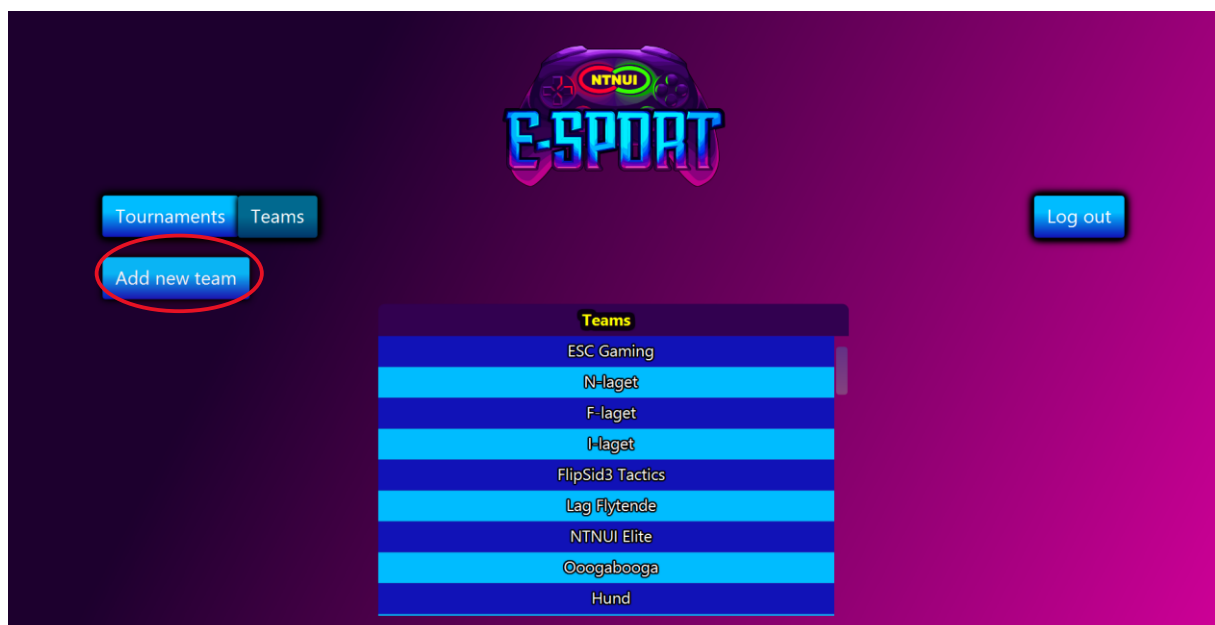 NTNUI
E-SPORT
Tournaments Teams Log out
Add new team
Teams
ESC Gaming
N-laget
F-laget
I-laget
FlipSid3 Tactics
Lag Flytende
NTNUI Elite
Ooogabooga
Hund